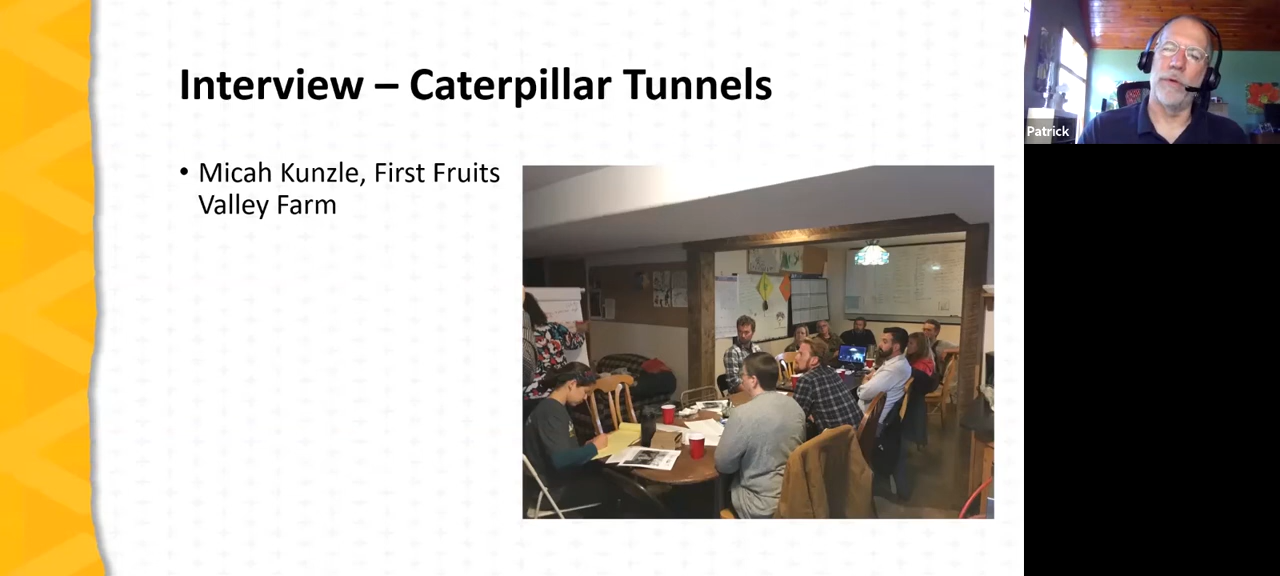 Interview – Caterpillar Tunnels
• Micah Kunzle, First Fruits
Valley Farm
Patrick